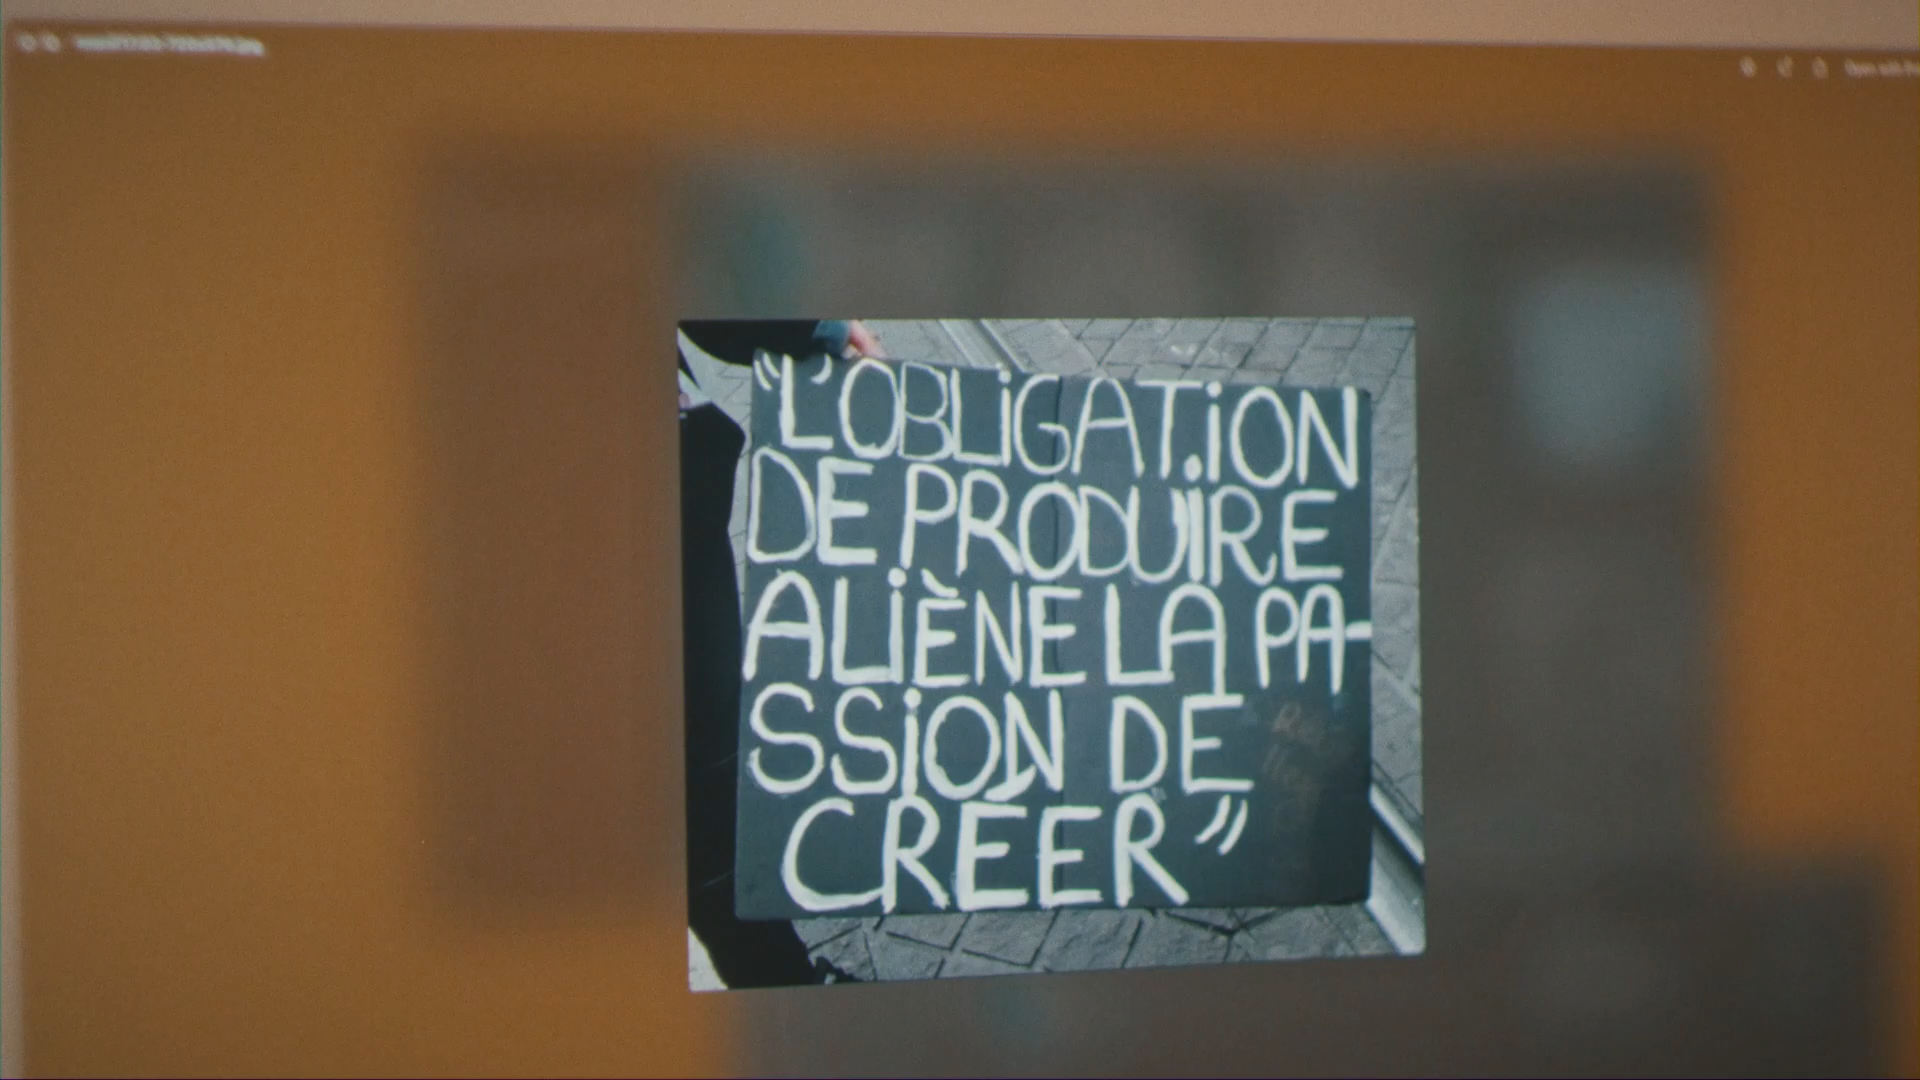 "L'OBLiGATiON
DE PRODUiRE
ALiÈNE LA PA-
SSiON DE
CRÉER"